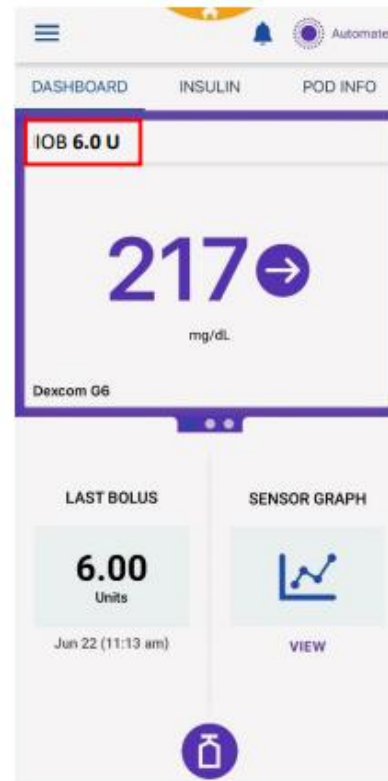 Automate
DASHBOARD INSULIN POD INFO
IOB 6.0 U
217
mg/dL
Dexcom G6
LAST BOLUS SENSOR GRAPH
6.00
Units
Jun 22 (11:13 am) VIEW